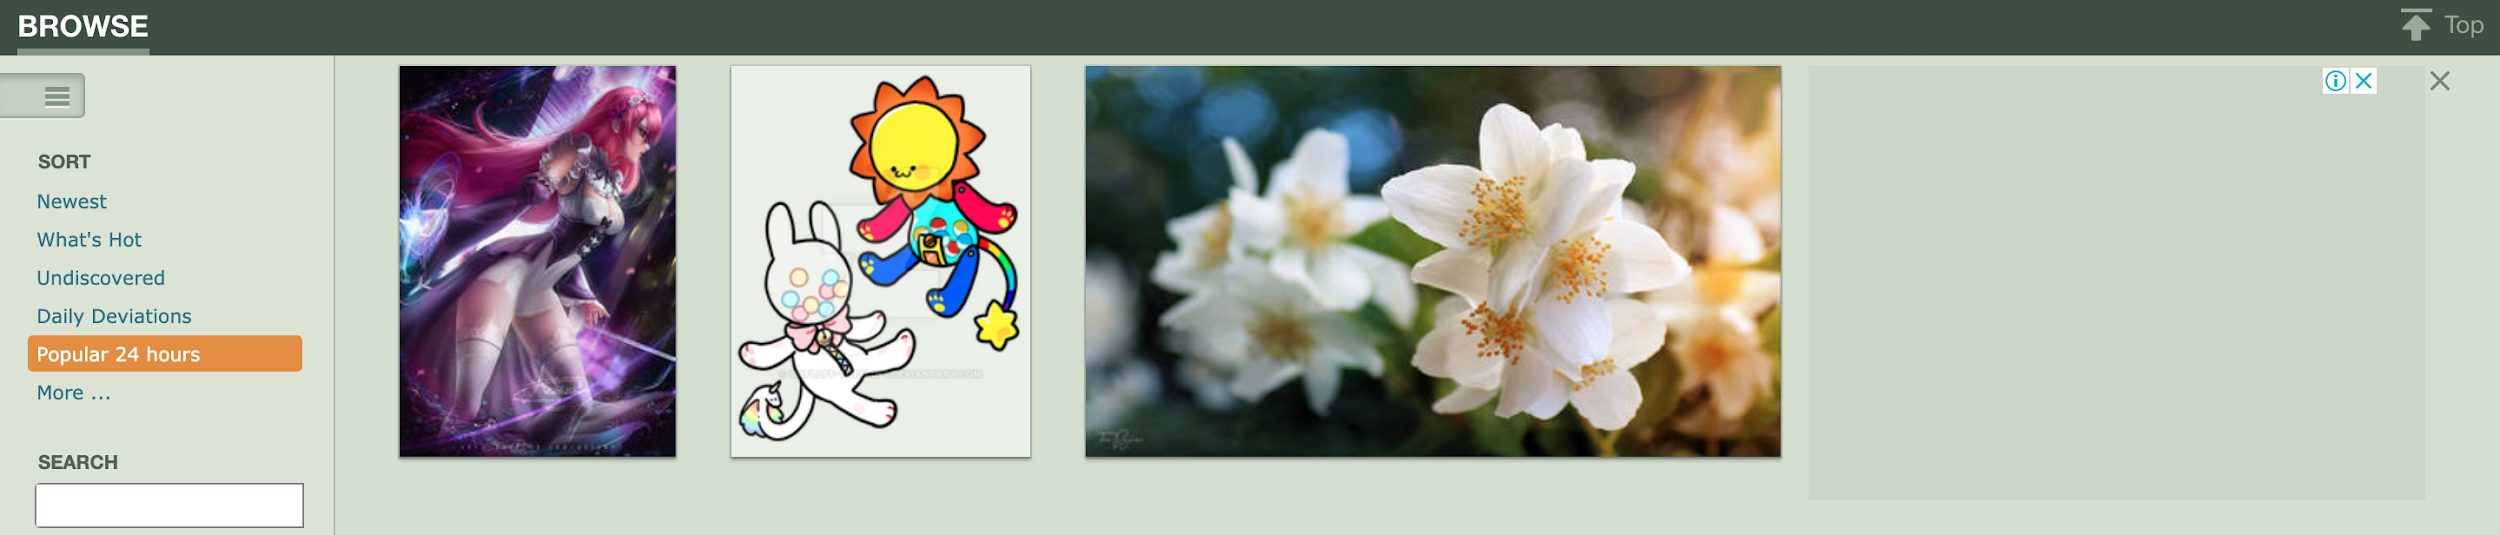 BROWSE
Top
SORT
Newest
What's Hot
Undiscovered
Daily Deviations
Popular 24 hours
More ...
SEARCH